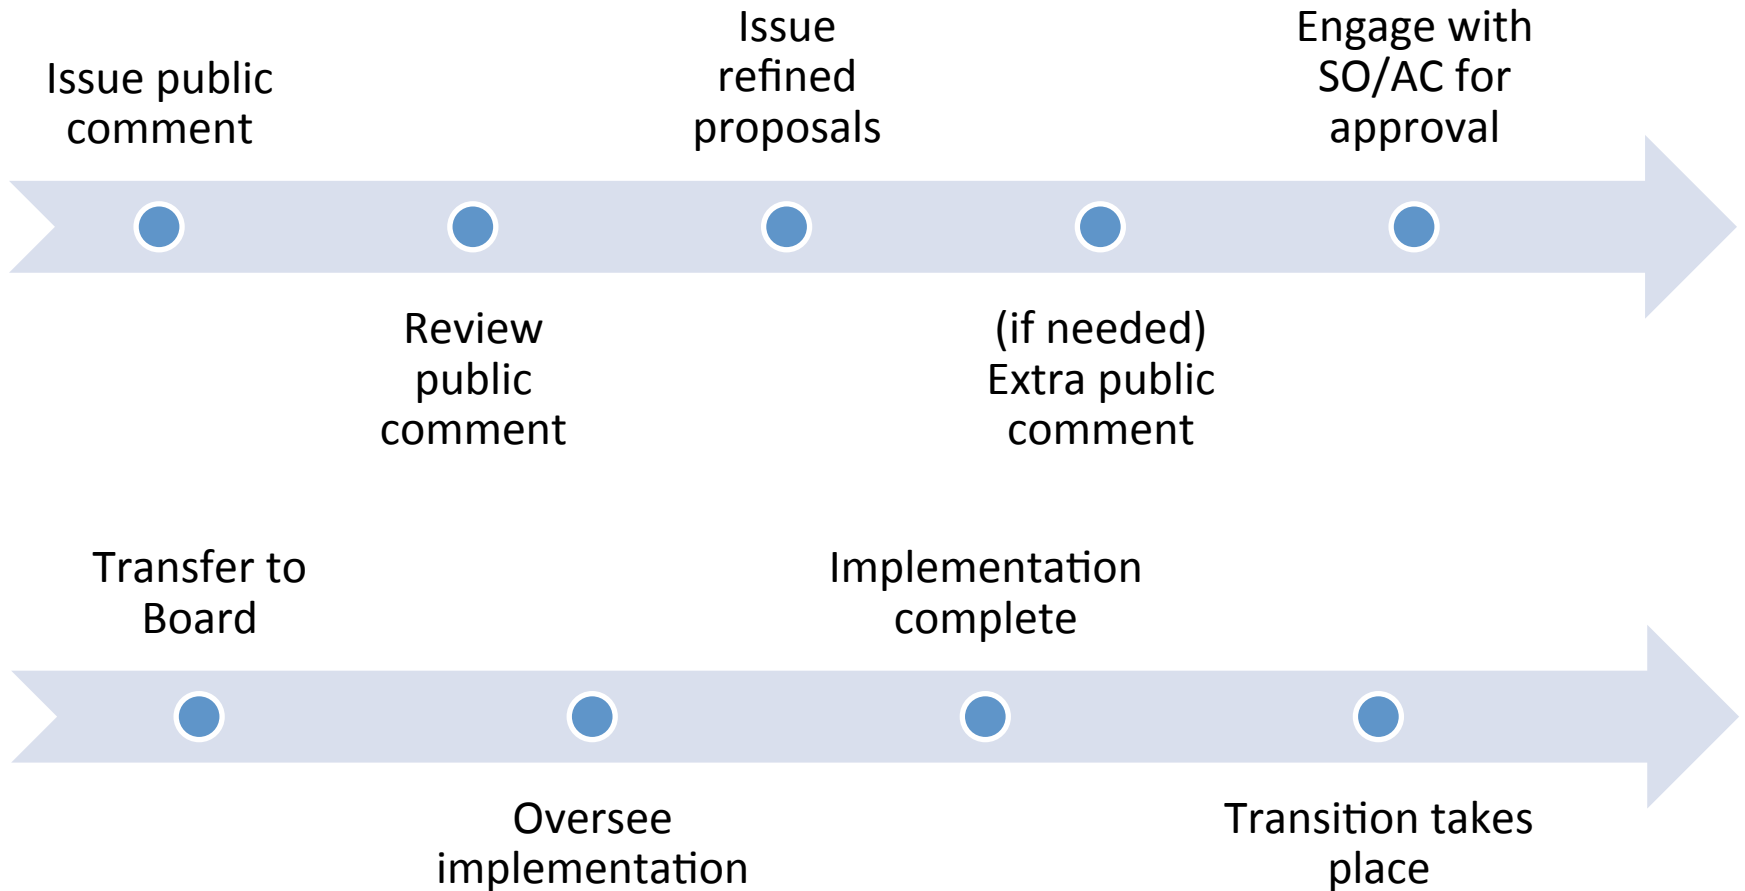 Issue public
comment
Review
public
comment
Issue
refined
proposals
(if needed)
Extra public
comment
Engage with
SO/AC for
approval
Transfer to
Board
Oversee
implementation
Implementation
complete
Transition takes
place